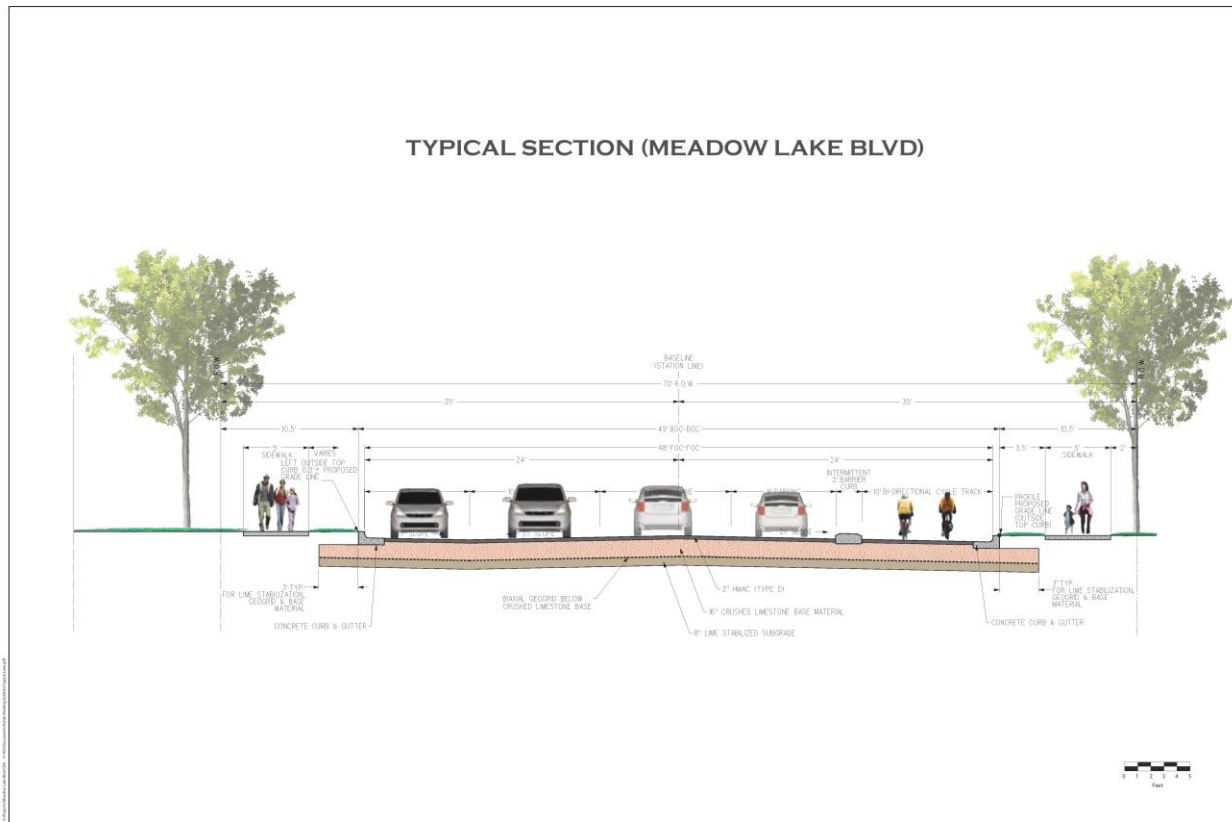 TYPICAL SECTION (MEADOW LAKE BLVD)
BASELINE
(STATION LINE)
R.O.W.
70' R.O.W.
R.O.W.
35'
35'
10.5'
49' BOC-BOC
10.5'
48' FOC-FOC
5'
SIDEWALK
VARIES
LEFT OUTSIDE TOP
CURB 0.3'± PROPOSED
GRADE LINE
24'
24'
3.5'
5'
SIDEWALK
2'
INTERMITTENT
2' BARRIER
CURB
10' BI-DIRECTIONAL CYCLE TRACK
PROFILE
PROPOSED
GRADE LINE
(OUTSIDE
TOP CURB)
SLOPE
2% SLOPE
3' TYP.
FOR LIME STABILIZATION,
GEOGRID & BASE
MATERIAL
CONCRETE CURB & GUTTER
BIAXIAL GEOGRID BELOW
CRUSHED LIMESTONE BASE
2" HMAC (TYPE D)
16" CRUSHED LIMESTONE BASE MATERIAL
8" LIME STABILIZED SUBGRADE
3' TYP.
FOR LIME STABILIZATION,
GEOGRID & BASE
MATERIAL
CONCRETE CURB & GUTTER
0 1 2 3 4 5
Feet